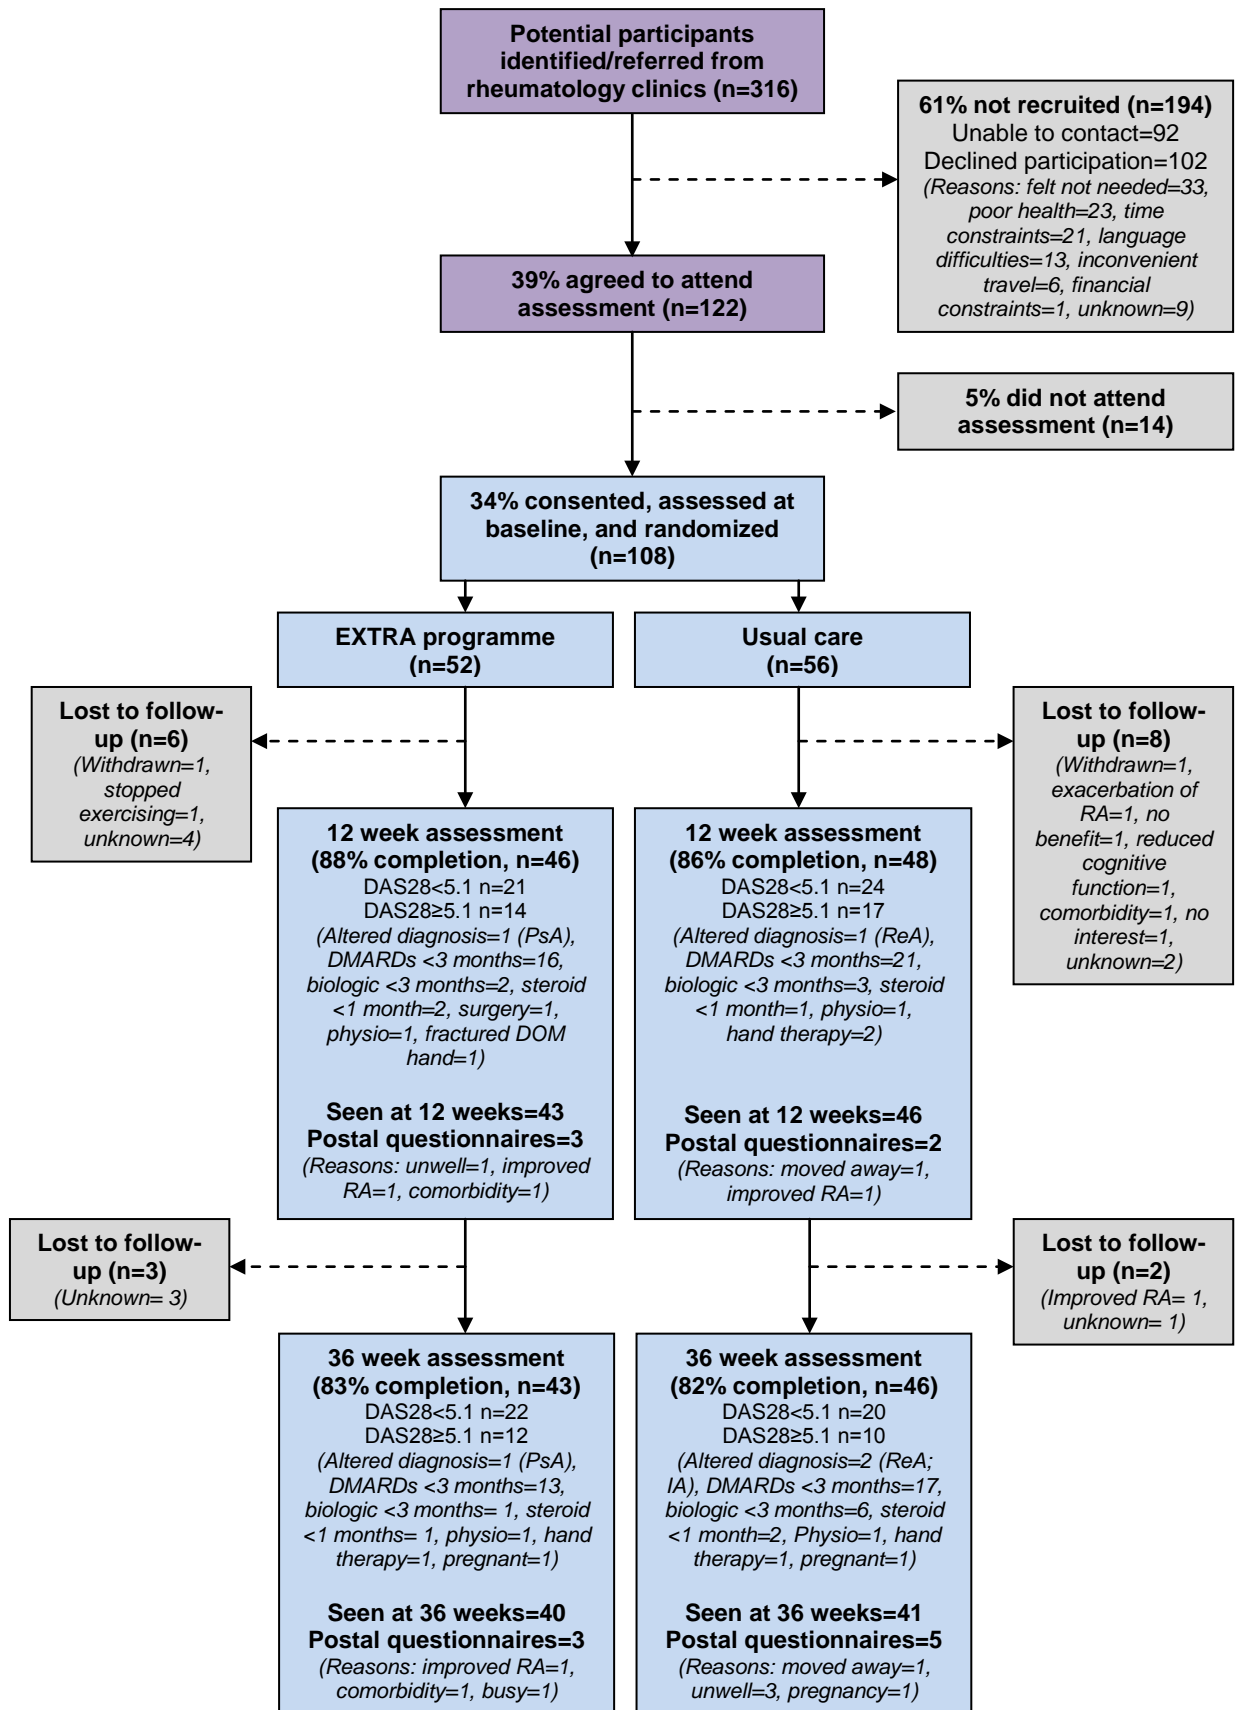 Potential participants
identified/referred from
rheumatology clinics (n=316)
61% not recruited (n=194)
Unable to contact=92
Declined participation=102
(Reasons: felt not needed=33,
poor health=23, time
constraints=21, language
difficulties=13, inconvenient
travel=6, financial
constraints=1, unknown=9)
39% agreed to attend
assessment (n=122)
5% did not attend
assessment (n=14)
34% consented, assessed at
baseline, and randomized
(n=108)
EXTRA programme
(n=52)
Usual care
(n=56)
Lost to follow-
up (n=6)
(Withdrawn=1,
stopped
exercising=1,
unknown=4)
Lost to follow-
up (n=8)
(Withdrawn=1,
exacerbation of
RA=1, no
benefit=1, reduced
cognitive
function=1,
comorbidity=1, no
interest=1,
unknown=2)
12 week assessment
(88% completion, n=46)
DAS28<5.1 n=21
DAS28≥5.1 n=14
(Altered diagnosis=1 (PsA),
DMARDs <3 months=16,
biologic <3 months=2, steroid
<1 month=2, surgery=1,
physio=1, fractured DOM
hand=1)
Seen at 12 weeks=43
Postal questionnaires=3
(Reasons: unwell=1, improved
RA=1, comorbidity=1)
12 week assessment
(86% completion, n=48)
DAS28<5.1 n=24
DAS28≥5.1 n=17
(Altered diagnosis=1 (ReA),
DMARDs <3 months=21,
biologic <3 months=3, steroid
<1 month=1, physio=1,
hand therapy=2)
Seen at 12 weeks=46
Postal questionnaires=2
(Reasons: moved away=1,
improved RA=1)
Lost to follow-
up (n=3)
(Unknown= 3)
Lost to follow-
up (n=2)
(Improved RA= 1,
unknown= 1)
36 week assessment
(83% completion, n=43)
DAS28<5.1 n=22
DAS28≥5.1 n=12
(Altered diagnosis=1 (PsA),
DMARDs <3 months=13,
biologic <3 months= 1, steroid
<1 months= 1, physio=1, hand
therapy=1, pregnant=1)
Seen at 36 weeks=40
Postal questionnaires=3
(Reasons: improved RA=1,
comorbidity=1, busy=1)
36 week assessment
(82% completion, n=46)
DAS28<5.1 n=20
DAS28≥5.1 n=10
(Altered diagnosis=2 (ReA;
IA), DMARDs <3 months=17,
biologic <3 months=6, steroid
<1 month=2, Physio=1, hand
therapy=1, pregnant=1)
Seen at 36 weeks=41
Postal questionnaires=5
(Reasons: moved away=1,
unwell=3, pregnancy=1)